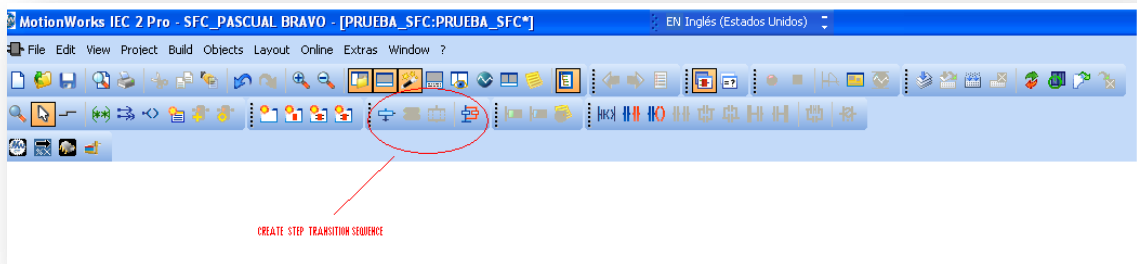 MotionWorks IEC 2 Pro - SFC_PASCUAL BRAVO - [PRUEBA_SFC:PRUEBA_SFC*]
EN Inglés (Estados Unidos)
File Edit View Project Build Objects Layout Online Extras Window ?
CREATE STEP TRANSITION SEQUENCE